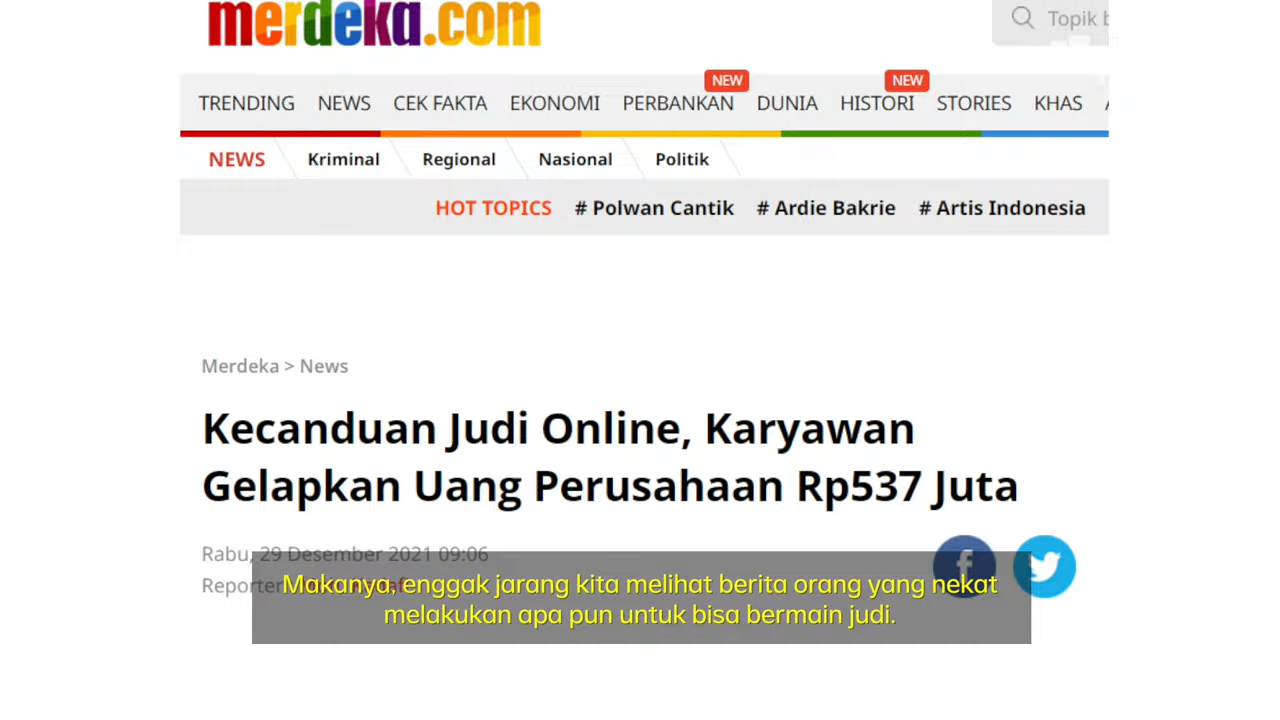 merdeka.com
Topik b
NEW NEW
TRENDING NEWS CEK FAKTA EKONOMI PERBANKAN DUNIA HISTORI STORIES KHAS
NEWS Kriminal Regional Nasional Politik
HOT TOPICS # Polwan Cantik # Ardie Bakrie # Artis Indonesia
Merdeka > News
Kecanduan Judi Online, Karyawan
Gelapkan Uang Perusahaan Rp537 Juta
Rabu, 29 Desember 2021 09:06
Reporter
Makanya, enggak jarang kita melihat berita orang yang nekat
melakukan apa pun untuk bisa bermain judi.